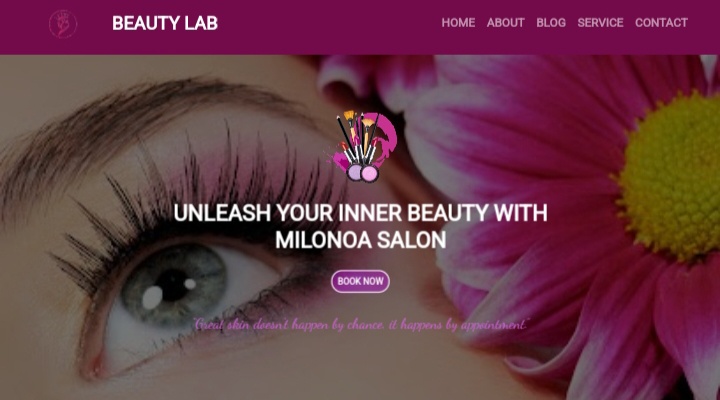 BEAUTY LAB
HOME ABOUT BLOG SERVICE CONTACT
UNLEASH YOUR INNER BEAUTY WITH
MILONOA SALON
BOOK NOW
"Great skin doesn't happen by chance, it happens by appointment"